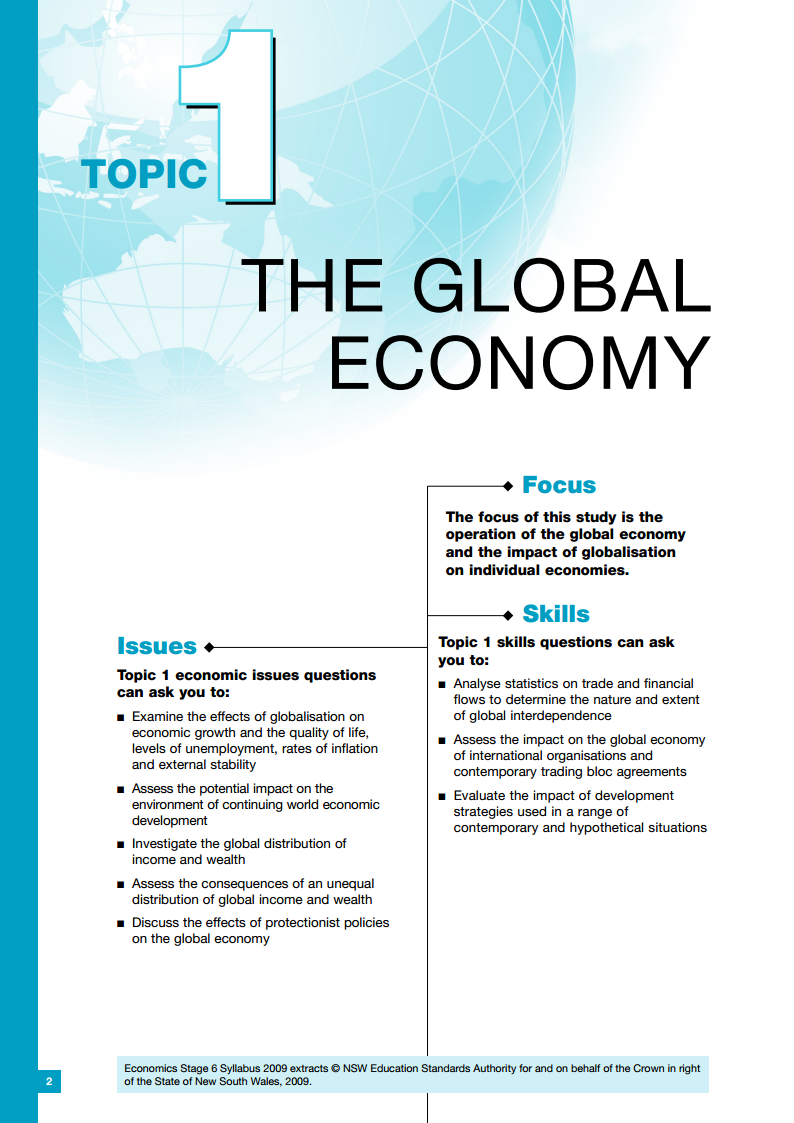 TOPIC 1
THE GLOBAL
ECONOMY
Focus
The focus of this study is the
operation of the global economy
and the impact of globalisation
on individual economies.
Skills
Topic 1 skills questions can ask
you to:
■ Analyse statistics on trade and financial
flows to determine the nature and extent
of global interdependence
■ Assess the impact on the global economy
of international organisations and
contemporary trading bloc agreements
■ Evaluate the impact of development
strategies used in a range of
contemporary and hypothetical situations
Issues
Topic 1 economic issues questions
can ask you to:
■ Examine the effects of globalisation on
economic growth and the quality of life,
levels of unemployment, rates of inflation
and external stability
■ Assess the potential impact on the
environment of continuing world economic
development
■ Investigate the global distribution of
income and wealth
■ Assess the consequences of an unequal
distribution of global income and wealth
■ Discuss the effects of protectionist policies
on the global economy
Economics Stage 6 Syllabus 2009 extracts © NSW Education Standards Authority for and on behalf of the Crown in right
of the State of New South Wales, 2009.
2